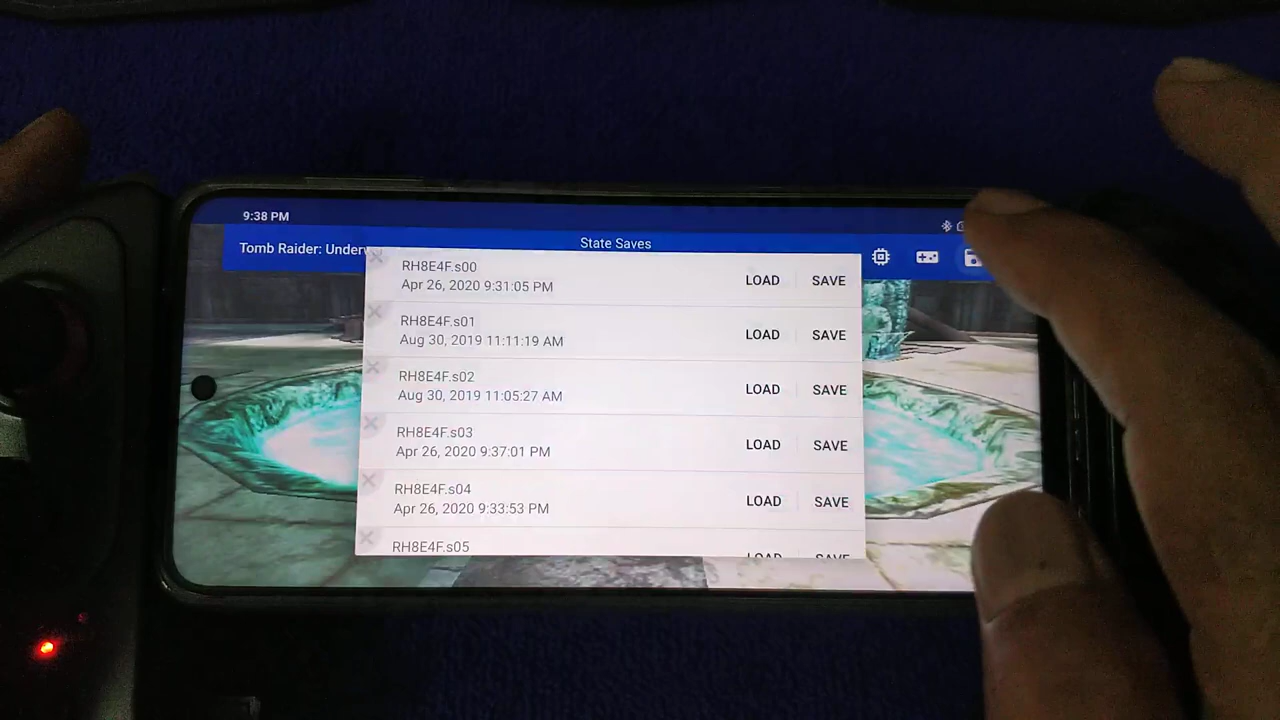 9:38 PM
State Saves
Tomb Raider:
RH8E4F.s00
Apr 26, 2020 9:31:05 PM
LOAD
SAVE
RH8E4F.s01
Aug 30, 2019 11:11:19 AM
LOAD
SAVE
RH8E4F.s02
Aug 30, 2019 11:05:27 AM
LOAD
SAVE
RH8E4F.s03
Apr 26, 2020 9:37:01 PM
LOAD
SAVE
RH8E4F.s04
Apr 26, 2020 9:33:53 PM
LOAD
SAVE
RH8E4F.s05
LOAD
SAVE